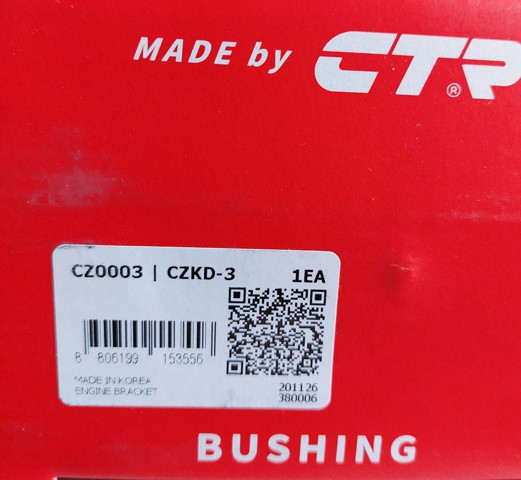 MADE by CTR®
CZ0003 | CZKD-3 1EA
8 806199 153556
MADE IN KOREA
ENGINE BRACKET
201126
380006
BUSHING